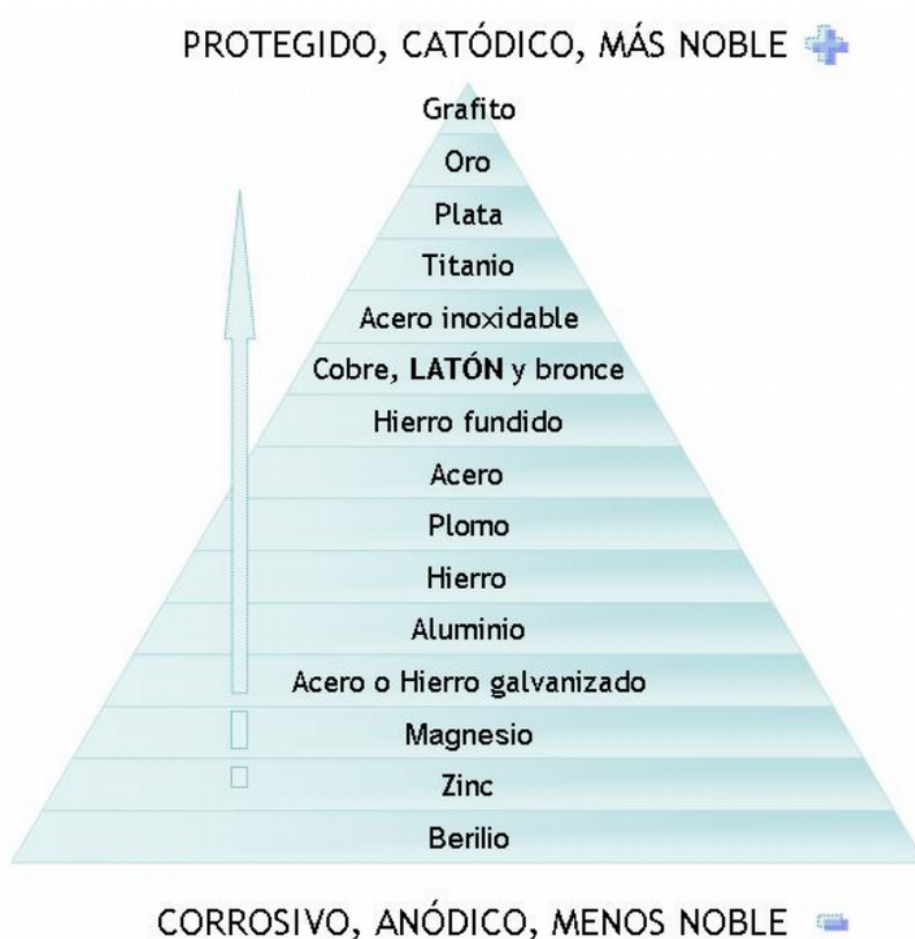 PROTEGIDO, CATÓDICO, MÁS NOBLE
Grafito
Oro
Plata
Titanio
Acero inoxidable
Cobre, LATÓN y bronce
Hierro fundido
Acero
Plomo
Hierro
Aluminio
Acero o Hierro galvanizado
Magnesio
Zinc
Berilio
CORROSIVO, ANÓDICO, MENOS NOBLE